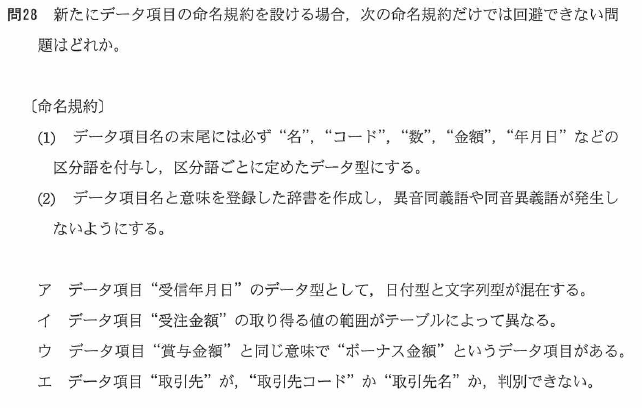 問28 新たにデータ項目の命名規約を設ける場合，次の命名規約だけでは回避できない問
題はどれか。
〔命名規約〕
(1) データ項目名の末尾には必ず“名”，“コード”，“数”，“金額”，“年月日”などの
区分語を付与し，区分語ごとに定めたデータ型にする。
(2) データ項目名と意味を登録した辞書を作成し，異音同義語や同音異義語が発生し
ないようにする。
ア データ項目“受信年月日”のデータ型として，日付型と文字列型が混在する。
イ データ項目“受注金額”の取り得る値の範囲がテーブルによって異なる。
ウ データ項目“賞与金額”と同じ意味で“ボーナス金額”というデータ項目がある。
エ データ項目“取引先”が，“取引先コード”か“取引先名”か，判別できない。